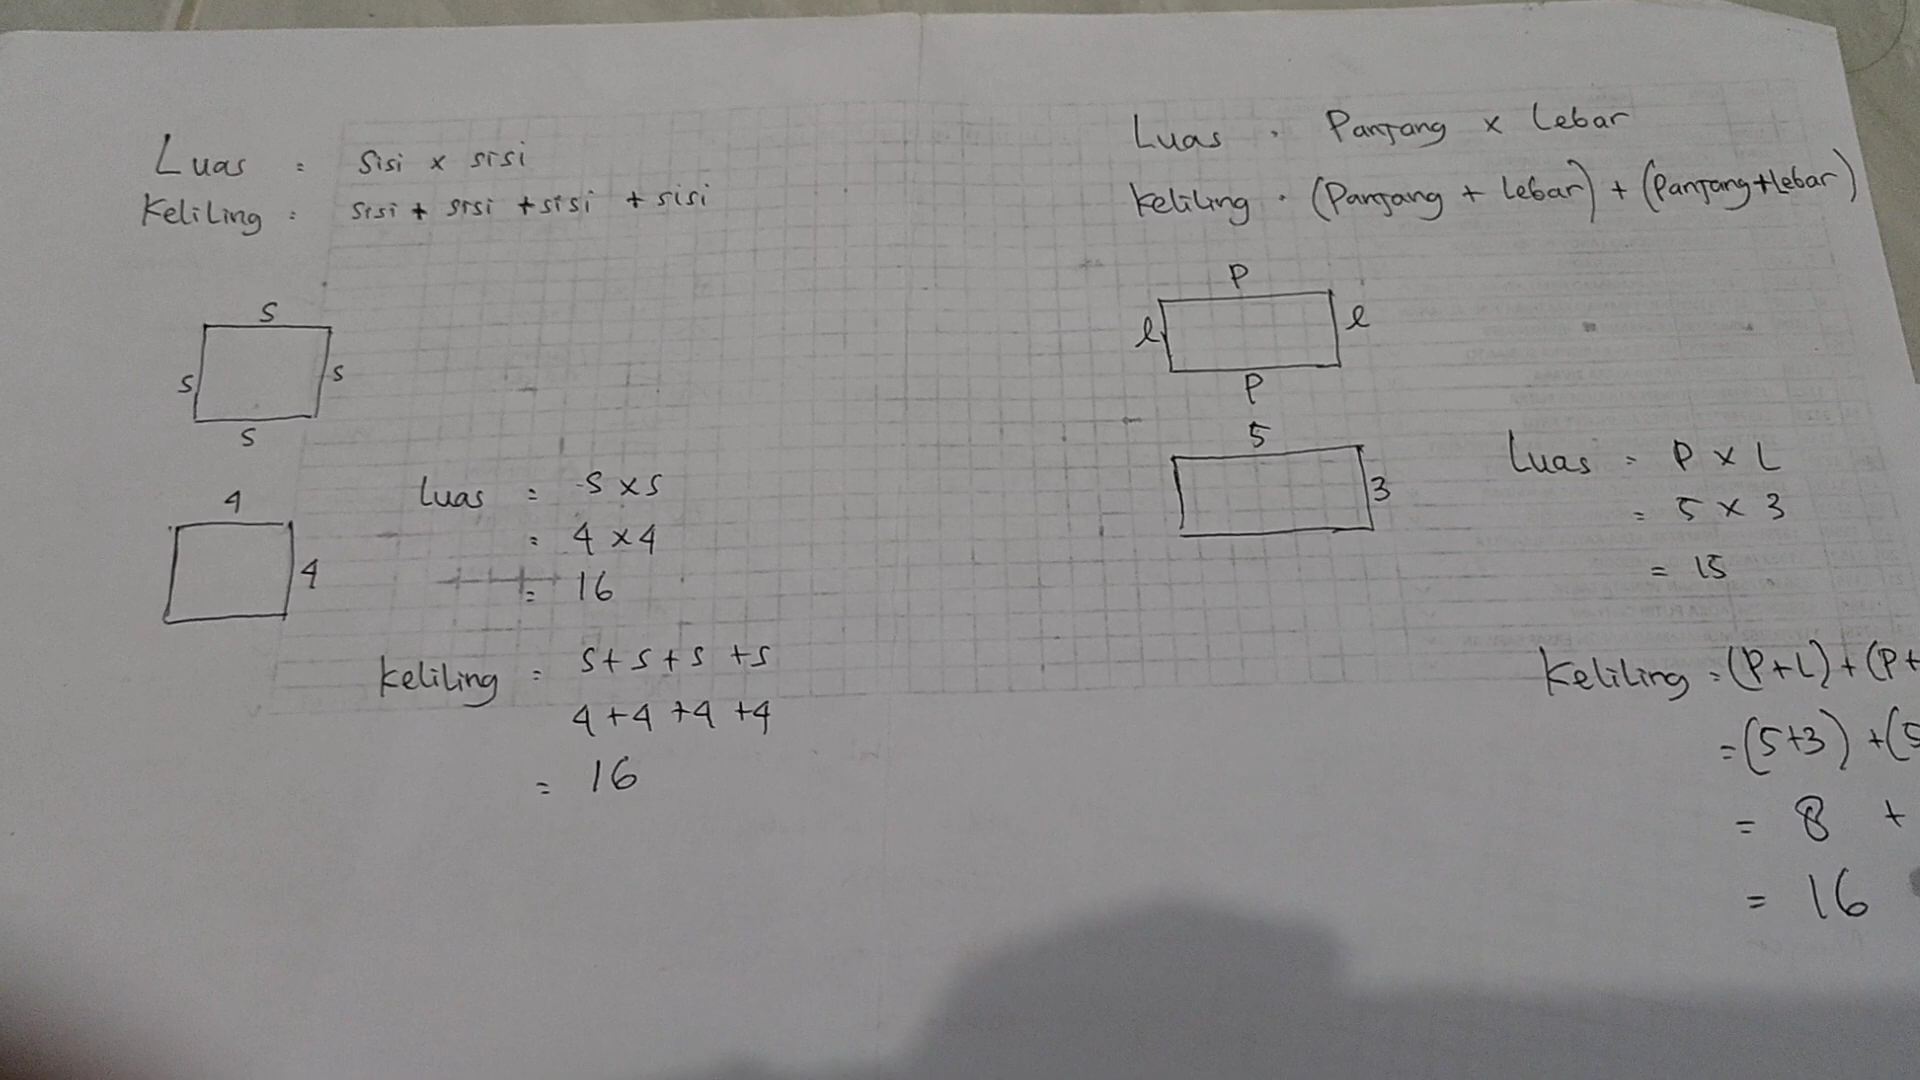 Luas = sisi x sisi
Keliling = sisi + sisi + sisi + sisi
s
s s
s
4
4
Luas = s x s
= 4 x 4
= 16
Keliling = s + s + s + s
4 + 4 + 4 + 4
= 16
Luas = Panjang x Lebar
Keliling = (Panjang + Lebar) + (Panjang + Lebar)
P
l l
P
5
3
Luas = P x L
= 5 x 3
= 15
Keliling = (P+L) + (P+
= (5+3) + (5
= 8 +
= 16